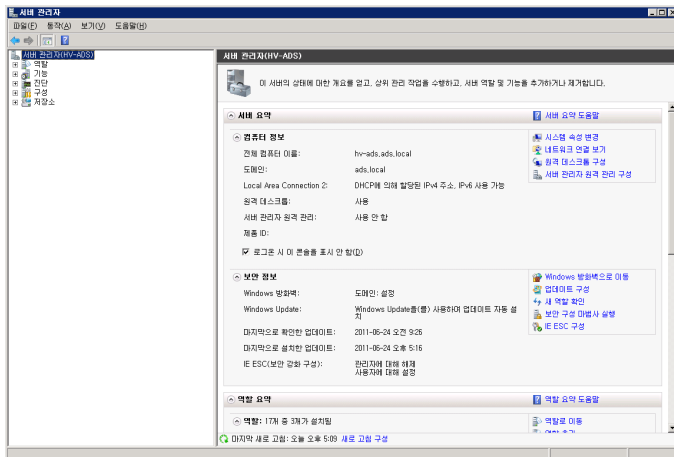 서버 관리자
파일(F) 동작(A) 보기(V) 도움말(H)
서버 관리자(HV-ADS)
역할
기능
진단
구성
저장소
서버 관리자(HV-ADS)
이 서버의 상태에 대한 개요를 얻고, 상위 관리 작업을 수행하고, 서버 역할 및 기능을 추가하거나 제거합니다.
서버 요약
서버 요약 도움말
컴퓨터 정보
전체 컴퓨터 이름: hv-ads.ads.local
도메인: ads.local
Local Area Connection 2: DHCP에 의해 할당된 IPv4 주소, IPv6 사용 가능
원격 데스크톱: 사용
서버 관리자 원격 관리: 사용 안 함
제품 ID:
로그온 시 이 콘솔을 표시 안 함(D)
시스템 속성 변경
네트워크 연결 보기
원격 데스크톱 구성
서버 관리자 원격 관리 구성
보안 정보
Windows 방화벽: 도메인: 설정
Windows Update: Windows Update을(를) 사용하여 업데이트 자동 설
치
마지막으로 확인한 업데이트: 2011-06-24 오전 9:26
마지막으로 설치한 업데이트: 2011-06-24 오후 5:16
IE ESC(보안 강화 구성): 관리자에 대해 해제
사용자에 대해 설정
Windows 방화벽으로 이동
업데이트 구성
새 역할 확인
보안 구성 마법사 실행
IE ESC 구성
역할 요약
역할 요약 도움말
역할: 17개 중 3개가 설치됨
역할로 이동
역할 추가
마지막 새로 고침: 오늘 오후 5:09 새로 고침 구성